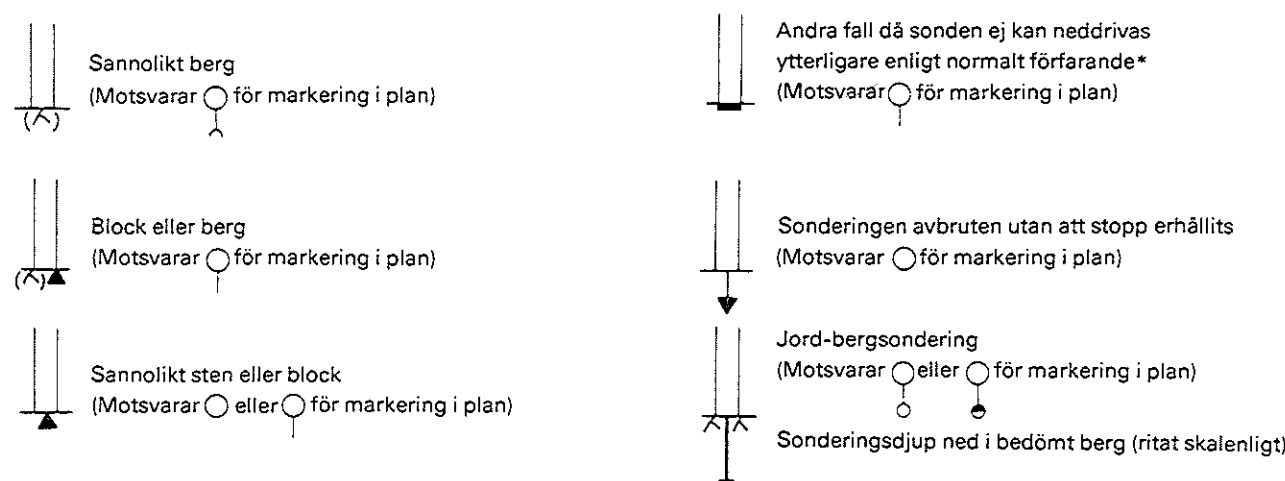 Sannolikt berg
(Motsvarar för markering i plan)
Block eller berg
(Motsvarar för markering i plan)
Sannolikt sten eller block
(Motsvarar eller för markering i plan)
Andra fall då sonden ej kan neddrivas
ytterligare enligt normalt förfarande*
(Motsvarar för markering i plan)
Sonderingen avbruten utan att stopp erhållits
(Motsvarar för markering i plan)
Jord-bergsondering
(Motsvarar eller för markering i plan)
Sonderingsdjup ned i bedömt berg (ritat skalenligt)